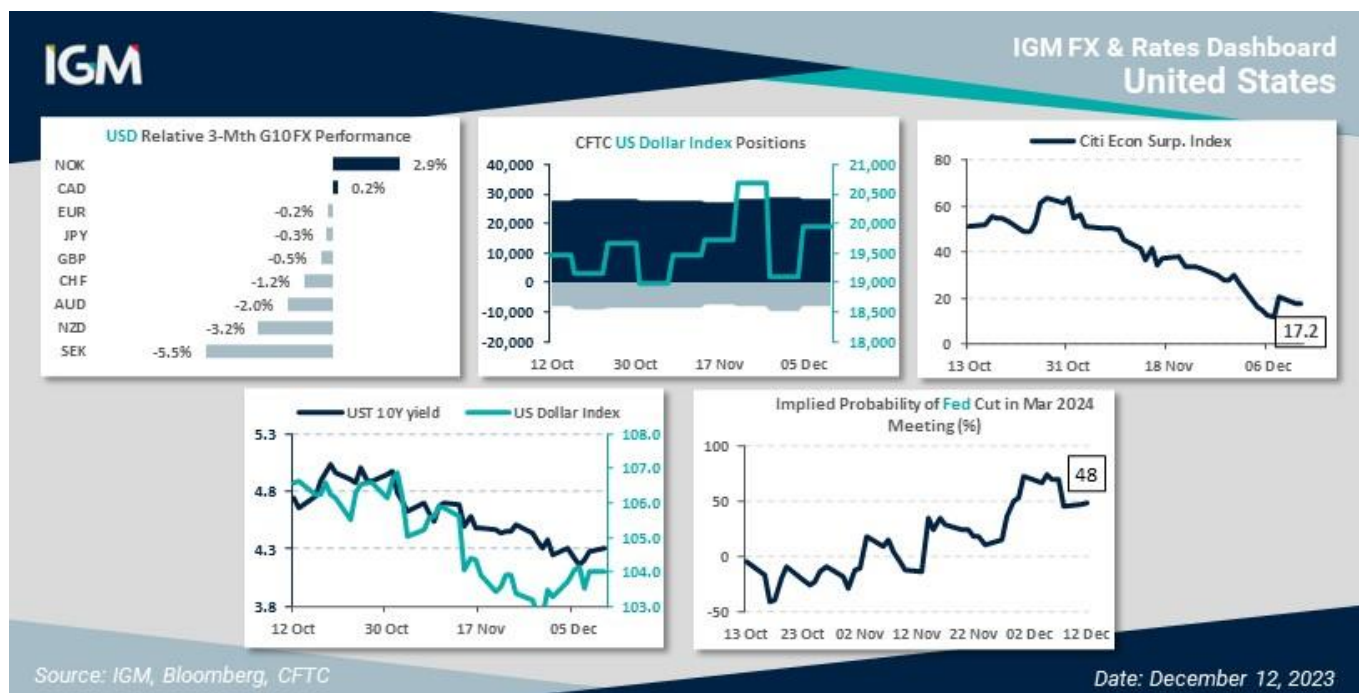 IGM
IGM FX & Rates Dashboard
United States
USD Relative 3-Mth G10 FX Performance
NOK 2.9%
CAD 0.2%
EUR -0.2%
JPY -0.3%
GBP -0.5%
CHF -1.2%
AUD -2.0%
NZD -3.2%
SEK -5.5%
CFTC US Dollar Index Positions
40,000 21,000
30,000 20,500
20,000 20,000
10,000 19,500
0 19,000
-10,000 18,500
-20,000 18,000
12 Oct 30 Oct 17 Nov 05 Dec
Citi Econ Surp. Index
80
60
40
20
0
17.2
13 Oct 31 Oct 18 Nov 06 Dec
UST 10Y yield US Dollar Index
5.3 108.0
107.0
4.8 106.0
105.0
4.3 104.0
3.8 103.0
12 Oct 30 Oct 17 Nov 05 Dec
Implied Probability of Fed Cut in Mar 2024
Meeting (%)
100
50
0
-50
48
13 Oct 23 Oct 02 Nov 12 Nov 22 Nov 02 Dec 12 Dec
Source: IGM, Bloomberg, CFTC
Date: December 12, 2023